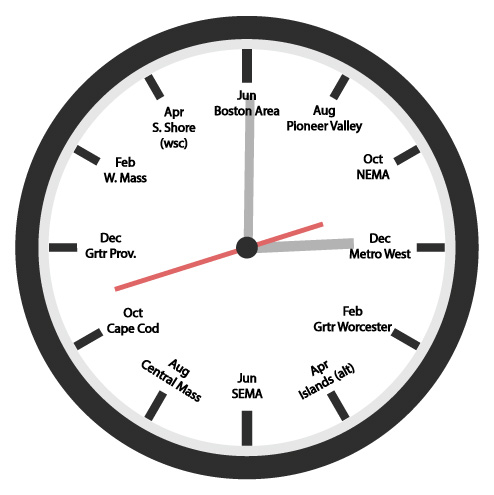 Jun
Boston Area
Aug
Pioneer Valley
Oct
NEMA
Dec
Metro West
Feb
Grtr Worcester
Apr
Islands (alt)
Jun
SEMA
Aug
Central Mass
Oct
Cape Cod
Dec
Grtr Prov.
Feb
W. Mass
Apr
S. Shore
(wsc)